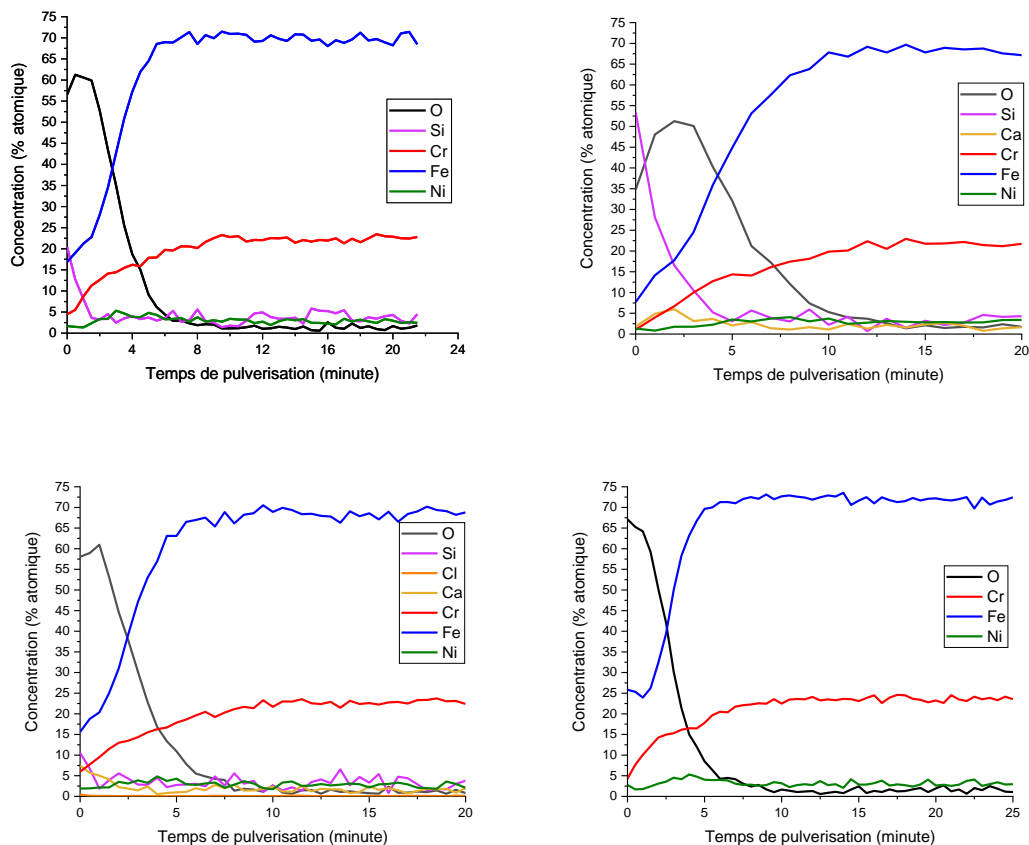 75
70
65
60
55
50
45
40
35
30
25
20
15
10
5
0
Concentration (% atomique)
O
Si
Cr
Fe
Ni
0 4 8 12 16 20 24
Temps de pulverisation (minute)
75
70
65
60
55
50
45
40
35
30
25
20
15
10
5
0
Concentration (% atomique)
O
Si
Ca
Cr
Fe
Ni
0 5 10 15 20
Temps de pulverisation (minute)
75
70
65
60
55
50
45
40
35
30
25
20
15
10
5
0
Concentration (% atomique)
O
Si
Cl
Ca
Cr
Fe
Ni
0 5 10 15 20
Temps de pulverisation (minute)
75
70
65
60
55
50
45
40
35
30
25
20
15
10
5
0
Concentration (% atomique)
O
Cr
Fe
Ni
0 5 10 15 20 25
Temps de pulverisation (minute)